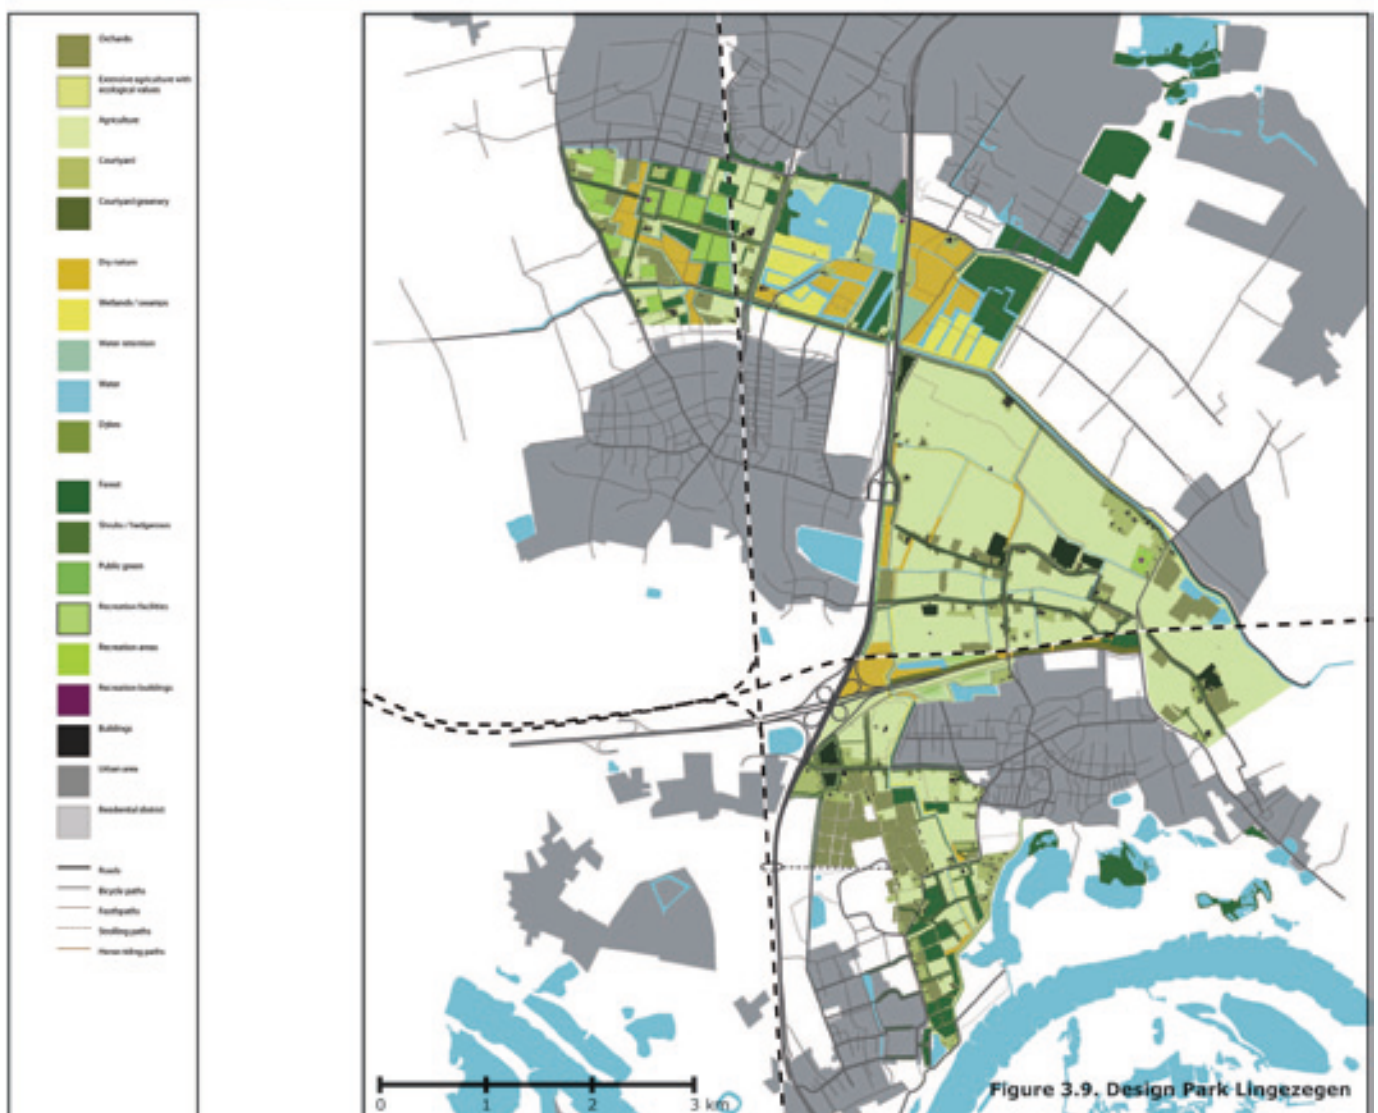 Orchards
Extensive agriculture with
ecological values
Agriculture
Courtyard
Courtyard greenery
Dry nature
Wetlands / swamps
Water retention
Water
Dykes
Forest
Shrubs / hedgerows
Public green
Recreation facilities
Recreation areas
Recreation buildings
Buildings
Urban area
Residential district
Roads
Bicycle paths
Footpaths
Strolling paths
Horse riding paths
0 1 2 3 km
Figure 3.9. Design Park Lingezegen